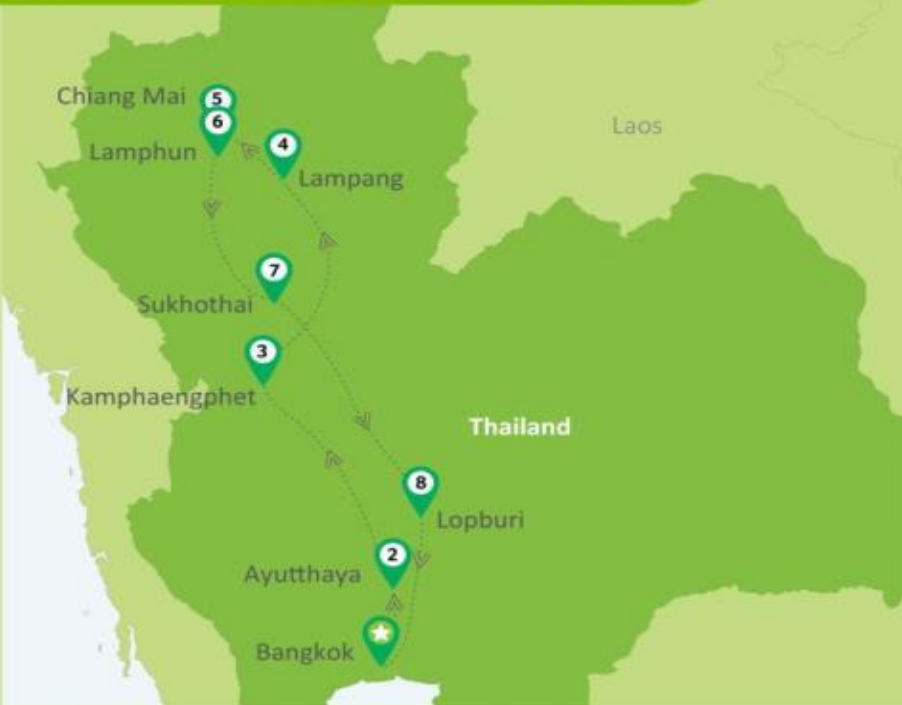 Chiang Mai
5
6
Lamphun
4
Lampang
Laos
7
Sukhothai
3
Kamphaengphet
Thailand
8
Lopburi
2
Ayutthaya
Bangkok